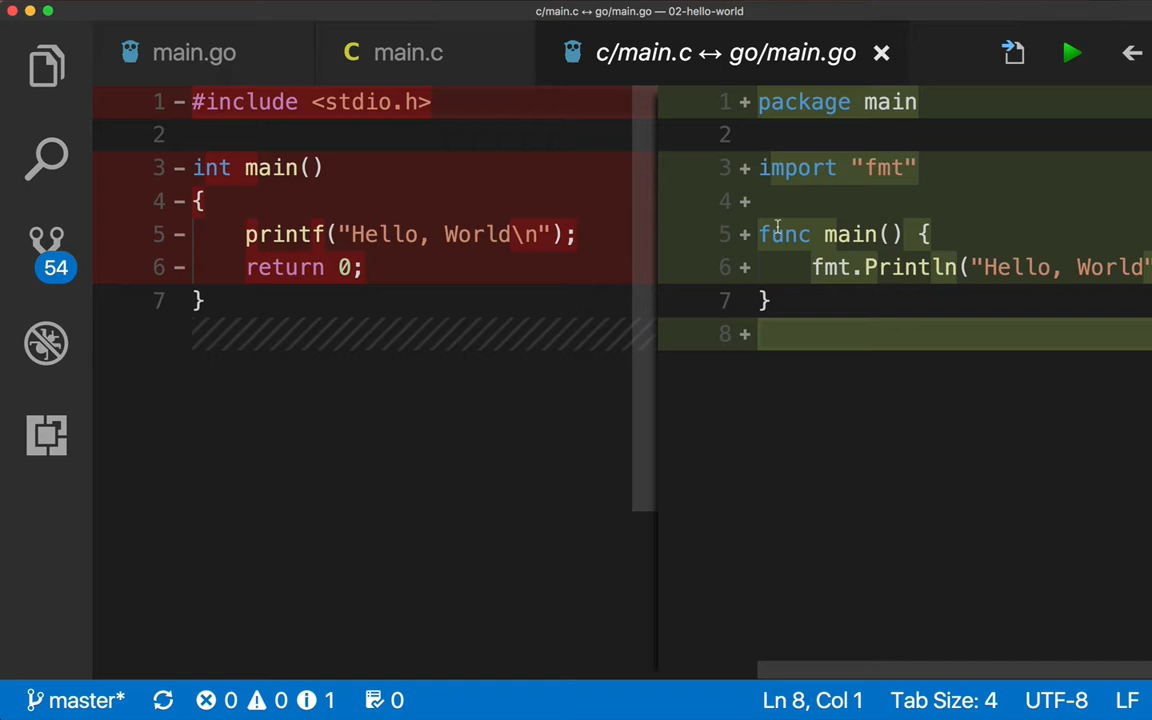 c/main.c ↔ go/main.go — 02-hello-world
main.go
C main.c
c/main.c ↔ go/main.go
1 − #include <stdio.h>
2
3 − int main()
4 − {
5 − printf("Hello, World\n");
6 − return 0;
7 }
1 + package main
2
3 + import "fmt"
4 +
5 + func main() {
6 + fmt.Println("Hello, World"
7 }
8 +
54
master* 0 0 1 0 Ln 8, Col 1 Tab Size: 4 UTF-8 LF